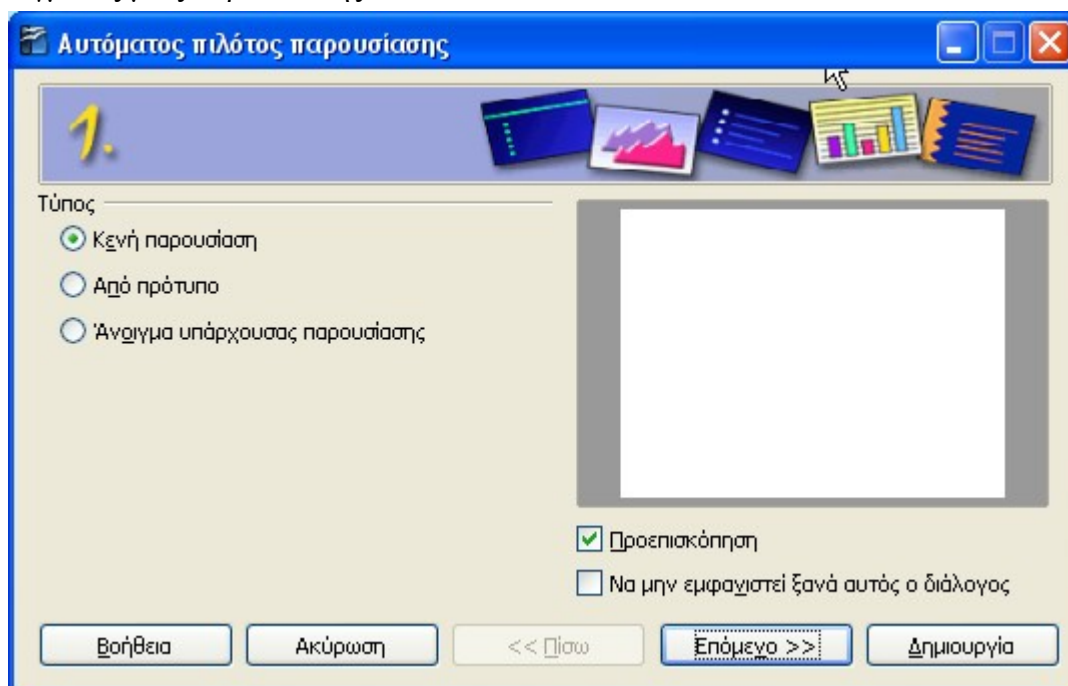 Αυτόματος πιλότος παρουσίασης
1.
Τύπος
Κενή παρουσίαση
Από πρότυπο
Άνοιγμα υπάρχουσας παρουσίασης
Προεπισκόπηση
Να μην εμφανιστεί ξανά αυτός ο διάλογος
Βοήθεια Ακύρωση << Πίσω Επόμενο >> Δημιουργία